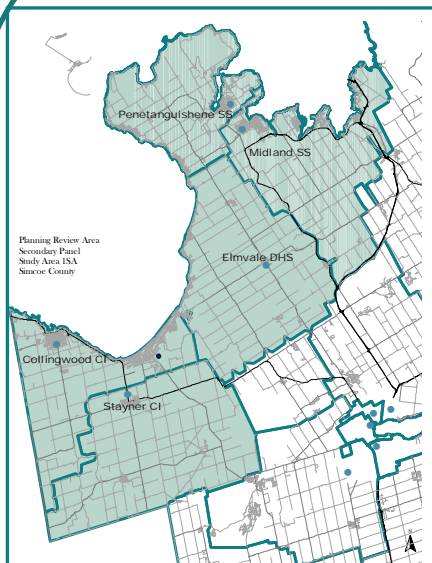 Penetanguishene SS
Midland SS
Planning Review Area
Secondary Panel
Study Area 1SA
Simcoe County
Elmvale DHS
Collingwood CI
Stayner CI
N